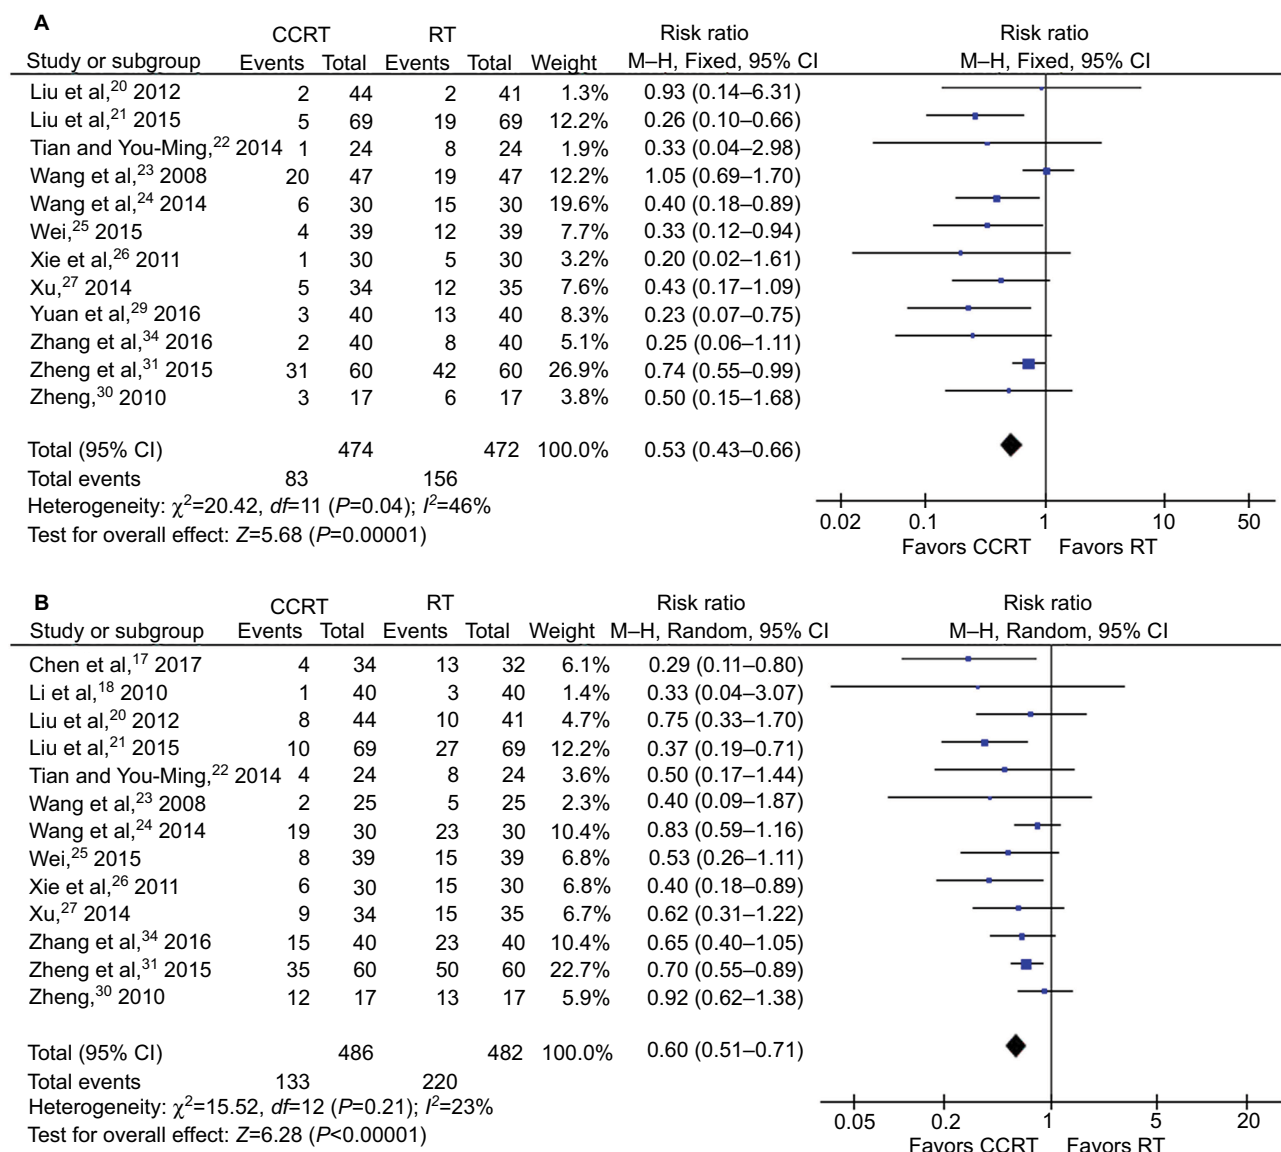 A
CCRT RT Risk ratio Risk ratio
Study or subgroup Events Total Events Total Weight M–H, Fixed, 95% CI M–H, Fixed, 95% CI
Liu et al,20 2012 2 44 2 41 1.3% 0.93 (0.14–6.31)
Liu et al,21 2015 5 69 19 69 12.2% 0.26 (0.10–0.66)
Tian and You-Ming,22 2014 1 24 8 24 1.9% 0.33 (0.04–2.98)
Wang et al,23 2008 20 47 19 47 12.2% 1.05 (0.69–1.70)
Wang et al,24 2014 6 30 15 30 19.6% 0.40 (0.18–0.89)
Wei,25 2015 4 39 12 39 7.7% 0.33 (0.12–0.94)
Xie et al,26 2011 1 30 5 30 3.2% 0.20 (0.02–1.61)
Xu,27 2014 5 34 12 35 7.6% 0.43 (0.17–1.09)
Yuan et al,29 2016 3 40 13 40 8.3% 0.23 (0.07–0.75)
Zhang et al,34 2016 2 40 8 40 5.1% 0.25 (0.06–1.11)
Zheng et al,31 2015 31 60 42 60 26.9% 0.74 (0.55–0.99)
Zheng,30 2010 3 17 6 17 3.8% 0.50 (0.15–1.68)
Total (95% CI) 474 472 100.0% 0.53 (0.43–0.66)
Total events 83 156
Heterogeneity: χ2=20.42, df=11 (P=0.04); I2=46%
Test for overall effect: Z=5.68 (P=0.00001)
0.02 0.1 1 10 50
Favors CCRT Favors RT
B
CCRT RT Risk ratio Risk ratio
Study or subgroup Events Total Events Total Weight M–H, Random, 95% CI M–H, Random, 95% CI
Chen et al,17 2017 4 34 13 32 6.1% 0.29 (0.11–0.80)
Li et al,18 2010 1 40 3 40 1.4% 0.33 (0.04–3.07)
Liu et al,20 2012 8 44 10 41 4.7% 0.75 (0.33–1.70)
Liu et al,21 2015 10 69 27 69 12.2% 0.37 (0.19–0.71)
Tian and You-Ming,22 2014 4 24 8 24 3.6% 0.50 (0.17–1.44)
Wang et al,23 2008 2 25 5 25 2.3% 0.40 (0.09–1.87)
Wang et al,24 2014 19 30 23 30 10.4% 0.83 (0.59–1.16)
Wei,25 2015 8 39 15 39 6.8% 0.53 (0.26–1.11)
Xie et al,26 2011 6 30 15 30 6.8% 0.40 (0.18–0.89)
Xu,27 2014 9 34 15 35 6.7% 0.62 (0.31–1.22)
Zhang et al,34 2016 15 40 23 40 10.4% 0.65 (0.40–1.05)
Zheng et al,31 2015 35 60 50 60 22.7% 0.70 (0.55–0.89)
Zheng,30 2010 12 17 13 17 5.9% 0.92 (0.62–1.38)
Total (95% CI) 486 482 100.0% 0.60 (0.51–0.71)
Total events 133 220
Heterogeneity: χ2=15.52, df=12 (P=0.21); I2=23%
Test for overall effect: Z=6.28 (P<0.00001)
0.05 0.2 1 5 20
Favors CCRT Favors RT